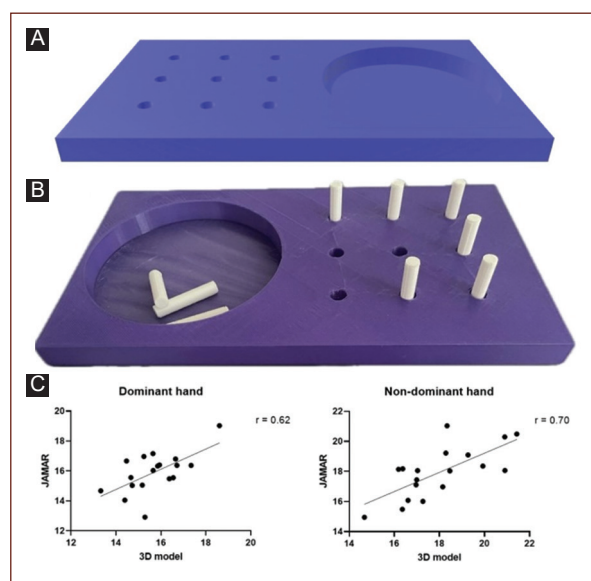 A
B
C
Dominant hand
20
18
16
14
12
JAMAR
r = 0.62
12
14
16
18
20
3D model
Non-dominant hand
22
20
18
16
14
JAMAR
r = 0.70
14
16
18
20
22
3D model